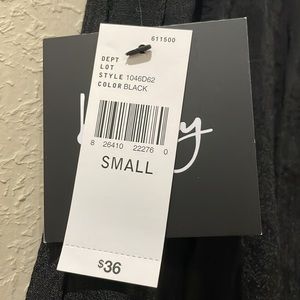 611500
DEPT
LOT
STYLE 1046D62
COLOR BLACK
8 26410 22276 0
SMALL
$36